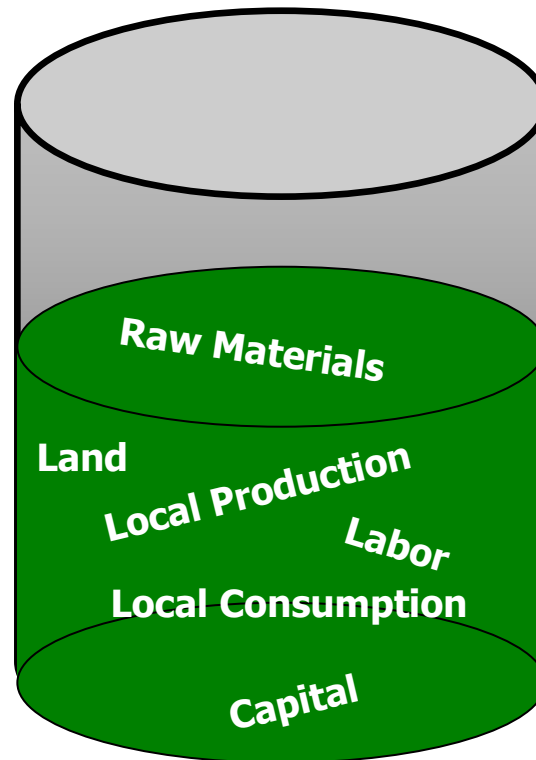 Raw Materials
Land
Local Production
Labor
Local Consumption
Capital